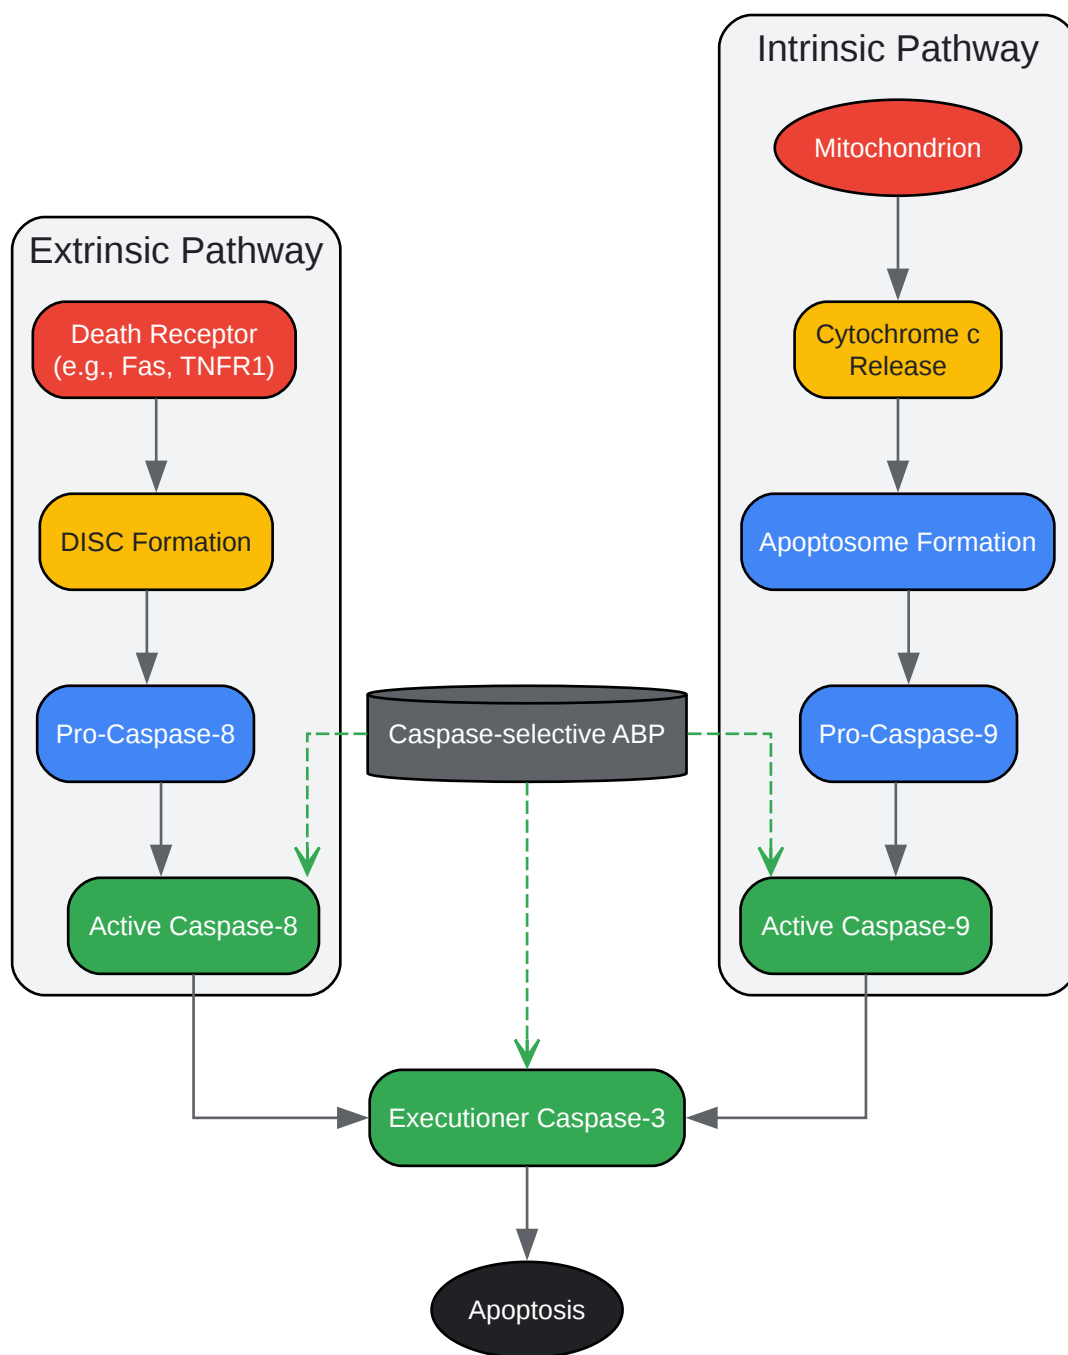 Extrinsic Pathway
Death Receptor
(e.g., Fas, TNFR1)
DISC Formation
Pro-Caspase-8
Active Caspase-8
Intrinsic Pathway
Mitochondrion
Cytochrome c
Release
Apoptosome Formation
Pro-Caspase-9
Active Caspase-9
Caspase-selective ABP
Executioner Caspase-3
Apoptosis